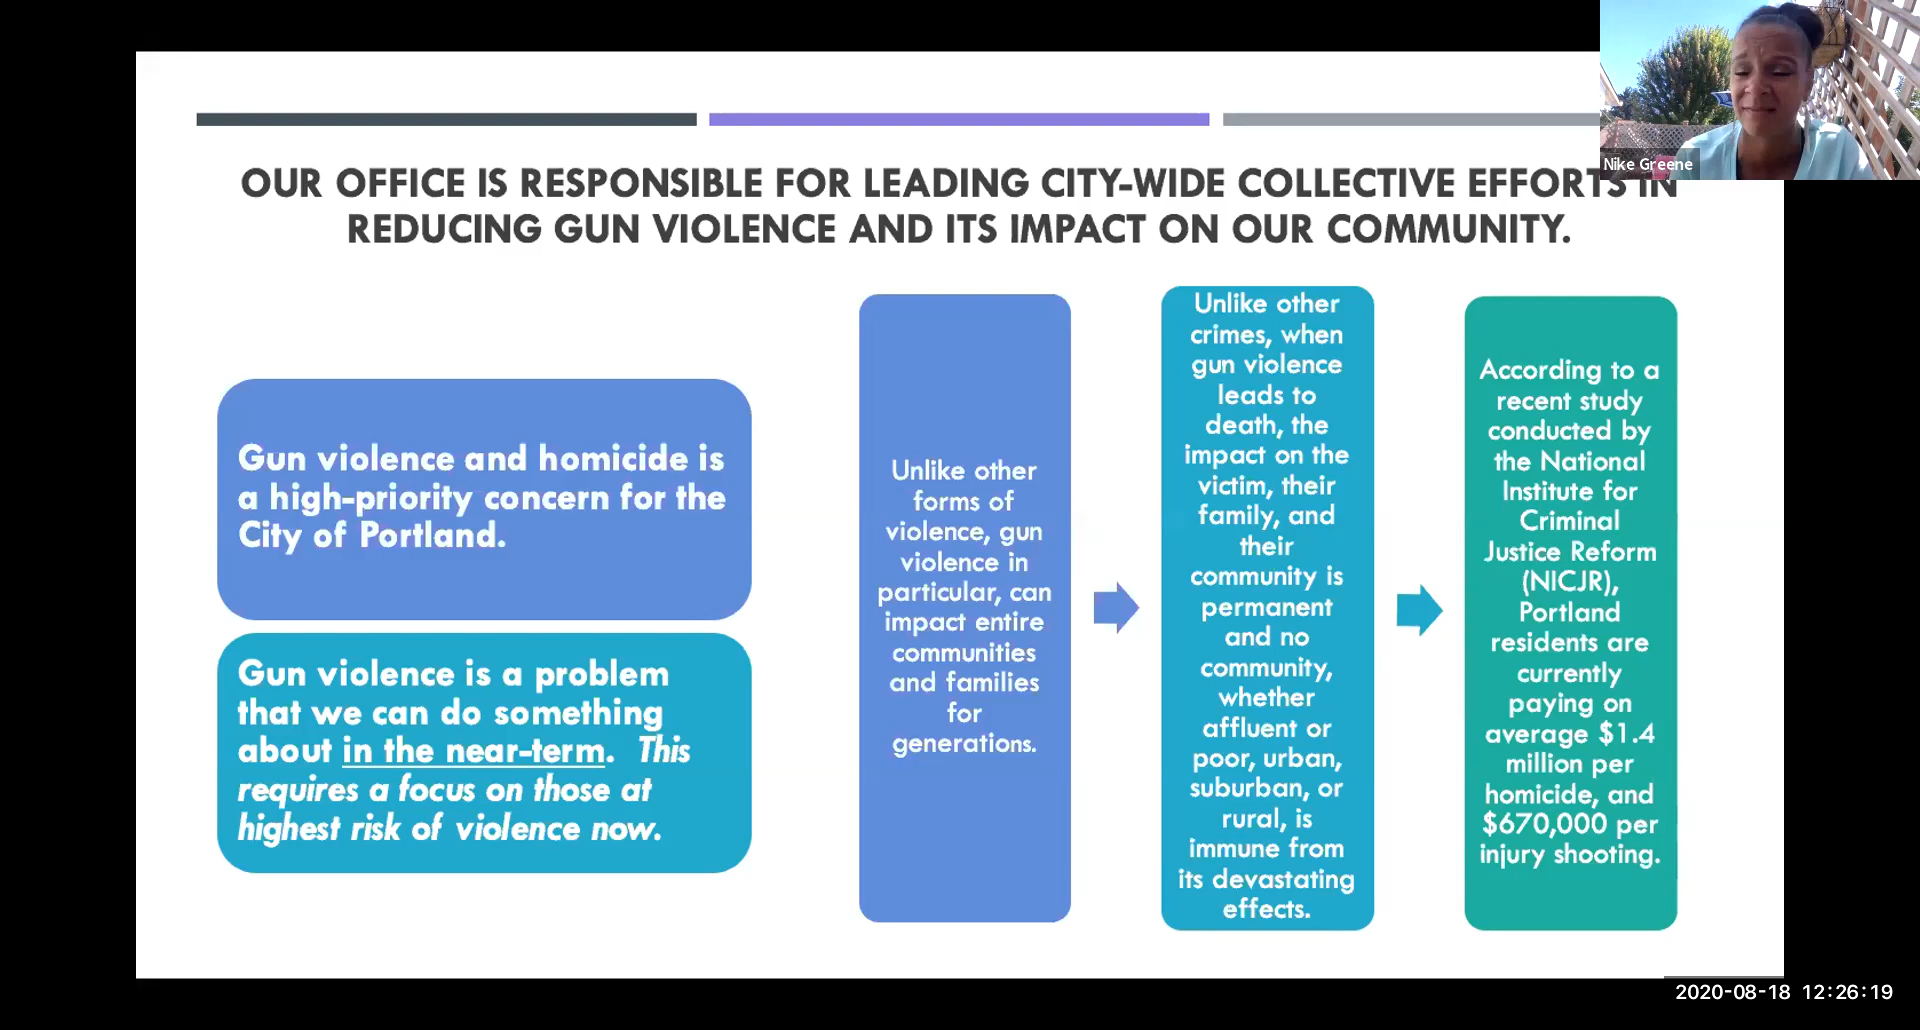 Nike Greene
OUR OFFICE IS RESPONSIBLE FOR LEADING CITY-WIDE COLLECTIVE EFFORTS IN
REDUCING GUN VIOLENCE AND ITS IMPACT ON OUR COMMUNITY.
Gun violence and homicide is
a high-priority concern for the
City of Portland.
Gun violence is a problem
that we can do something
about in the near-term. This
requires a focus on those at
highest risk of violence now.
Unlike other
forms of
violence, gun
violence in
particular, can
impact entire
communities
and families
for
generations.
Unlike other
crimes, when
gun violence
leads to
death, the
impact on the
victim, their
family, and
their
community is
permanent
and no
community,
whether
affluent or
poor, urban,
suburban, or
rural, is
immune from
its devastating
effects.
According to a
recent study
conducted by
the National
Institute for
Criminal
Justice Reform
(NICJR),
Portland
residents are
currently
paying on
average $1.4
million per
homicide, and
$670,000 per
injury shooting.
2020-08-18 12:26:19